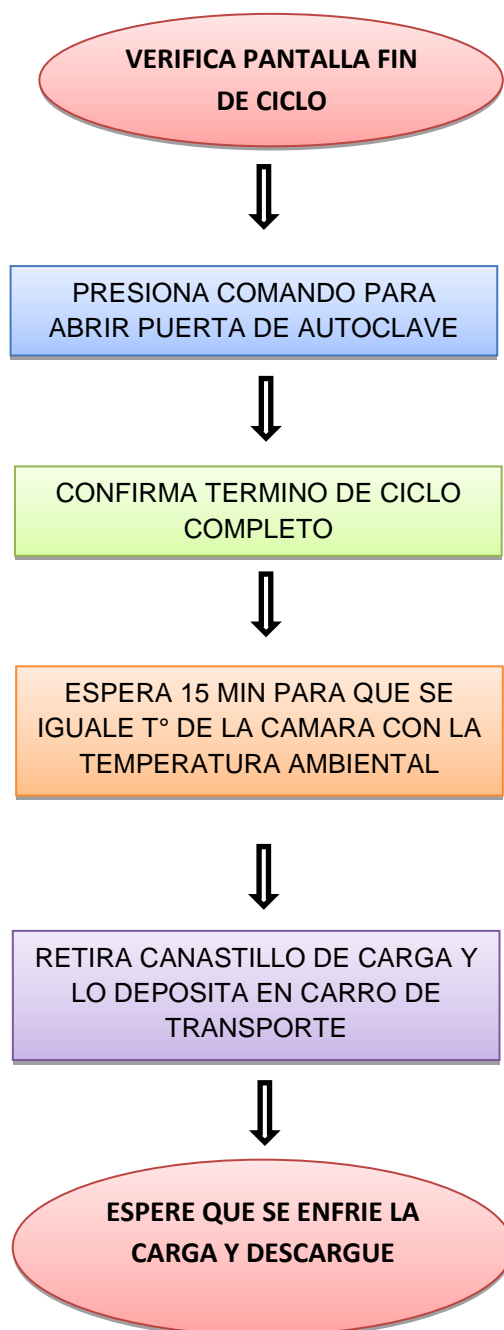 VERIFICA PANTALLA FIN
DE CICLO
PRESIONA COMANDO PARA
ABRIR PUERTA DE AUTOCLAVE
CONFIRMA TERMINO DE CICLO
COMPLETO
ESPERA 15 MIN PARA QUE SE
IGUALE T° DE LA CAMARA CON LA
TEMPERATURA AMBIENTAL
RETIRA CANASTILLO DE CARGA Y
LO DEPOSITA EN CARRO DE
TRANSPORTE
ESPERE QUE SE ENFRIE LA
CARGA Y DESCARGUE